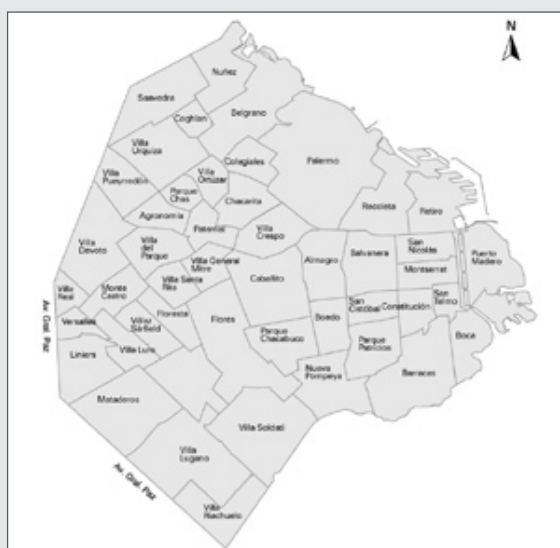 N
Nuñez
Saavedra
Coghlan
Belgrano
Villa
Urquiza
Colegiales
Palermo
Villa
Pueyrredón
Villa
Ortúzar
Parque
Chas
Chacarita
Recoleta
Retiro
Agronomía
Paternal
Villa
Crespo
Villa
Devoto
Villa
del
Parque
Villa General
Mitre
Almagro
Balvanera
San
Nicolás
Puerto
Madero
Montserrat
Villa Santa
Rita
Caballito
Villa
Real
Monte
Castro
Av. Gral. Paz
Versalles
Vélez
Sárfield
Floresta
Flores
Boedo
San
Cristóbal
Constitución
San
Telmo
Liniers
Villa Luro
Parque
Chacabuco
Parque
Patricios
Boca
Nueva
Pompeya
Barracas
Mataderos
Villa Soldati
Villa
Lugano
Av. Gral. Paz
Villa
Riachuelo